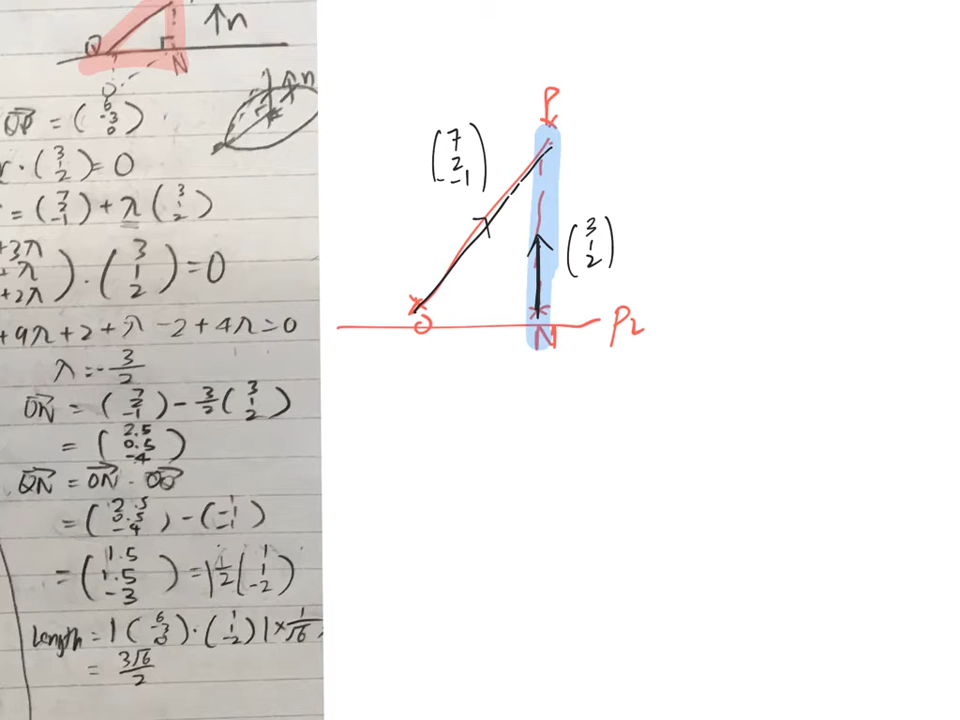 Q
N
↑n
n
QP = (6 -3 0)
r · (3 1 2) = 0
= (7 2 -1) + λ (3 1 2)
+3λ
+λ
+2λ ) · (3 1 2) = 0
+9λ+2+λ-2+4λ=0
λ = -3/2
ON = (7 2 -1) - 3/2 (3 1 2)
= (2.5 0.5 -4)
QN = ON - OQ
= (2.5 0.5 -4) - (1 -1 -1)
= (1.5 1.5 -3) = 1 1/2 (1 1 -2)
Length = |(6 -3 0) · (1 1 -2)| × 1/√6
= 3√6/2
P
(7 2 -1)
(3 1 2)
O
N
P2